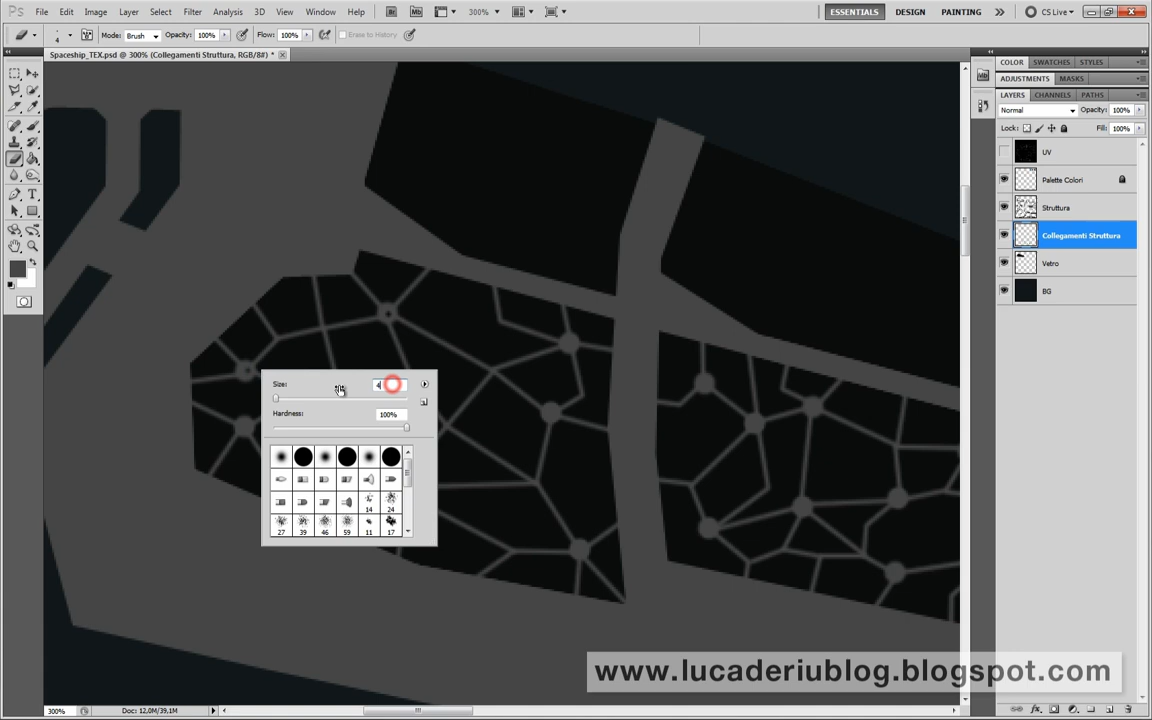 Ps File Edit Image Layer Select Filter Analysis 3D View Window Help Br Mb 300% ESSENTIALS DESIGN PAINTING CS Live
4 Mode: Brush Opacity: 100% Flow: 100% Erase to History
Spaceship_TEX.psd @ 300% (Collegamenti Struttura, RGB/8#) *
COLOR SWATCHES STYLES
ADJUSTMENTS MASKS
LAYERS CHANNELS PATHS
Normal Opacity: 100%
Lock: Fill: 100%
UV
Palette Colori
Struttura
Collegamenti Struttura
Vetro
BG
Size: 4
Hardness: 100%
14 24
27 39 46 59 11 17
www.lucaderiublog.blogspot.com
300% Doc: 12,0M/39,1M